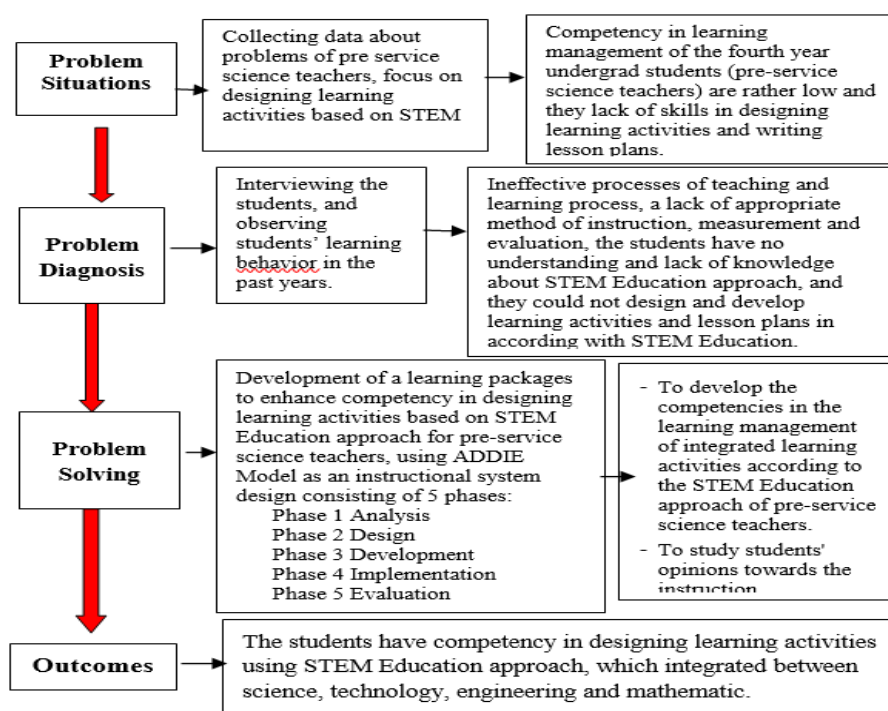 Problem
Situations
Collecting data about
problems of pre service
science teachers, focus on
designing learning
activities based on STEM
Competency in learning
management of the fourth year
undergrad students (pre-service
science teachers) are rather low and
they lack of skills in designing
learning activities and writing
lesson plans.
Problem
Diagnosis
Interviewing the
students, and
observing
students’ learning
behavior in the
past years.
Ineffective processes of teaching and
learning process, a lack of appropriate
method of instruction, measurement and
evaluation, the students have no
understanding and lack of knowledge
about STEM Education approach, and
they could not design and develop
learning activities and lesson plans in
according with STEM Education.
Problem
Solving
Development of a learning packages
to enhance competency in designing
learning activities based on STEM
Education approach for pre-service
science teachers, using ADDIE
Model as an instructional system
design consisting of 5 phases:
Phase 1 Analysis
Phase 2 Design
Phase 3 Development
Phase 4 Implementation
Phase 5 Evaluation
- To develop the
competencies in the
learning management
of integrated learning
activities according to
the STEM Education
approach of pre-service
science teachers.
- To study students'
opinions towards the
instruction
Outcomes
The students have competency in designing learning activities
using STEM Education approach, which integrated between
science, technology, engineering and mathematic.